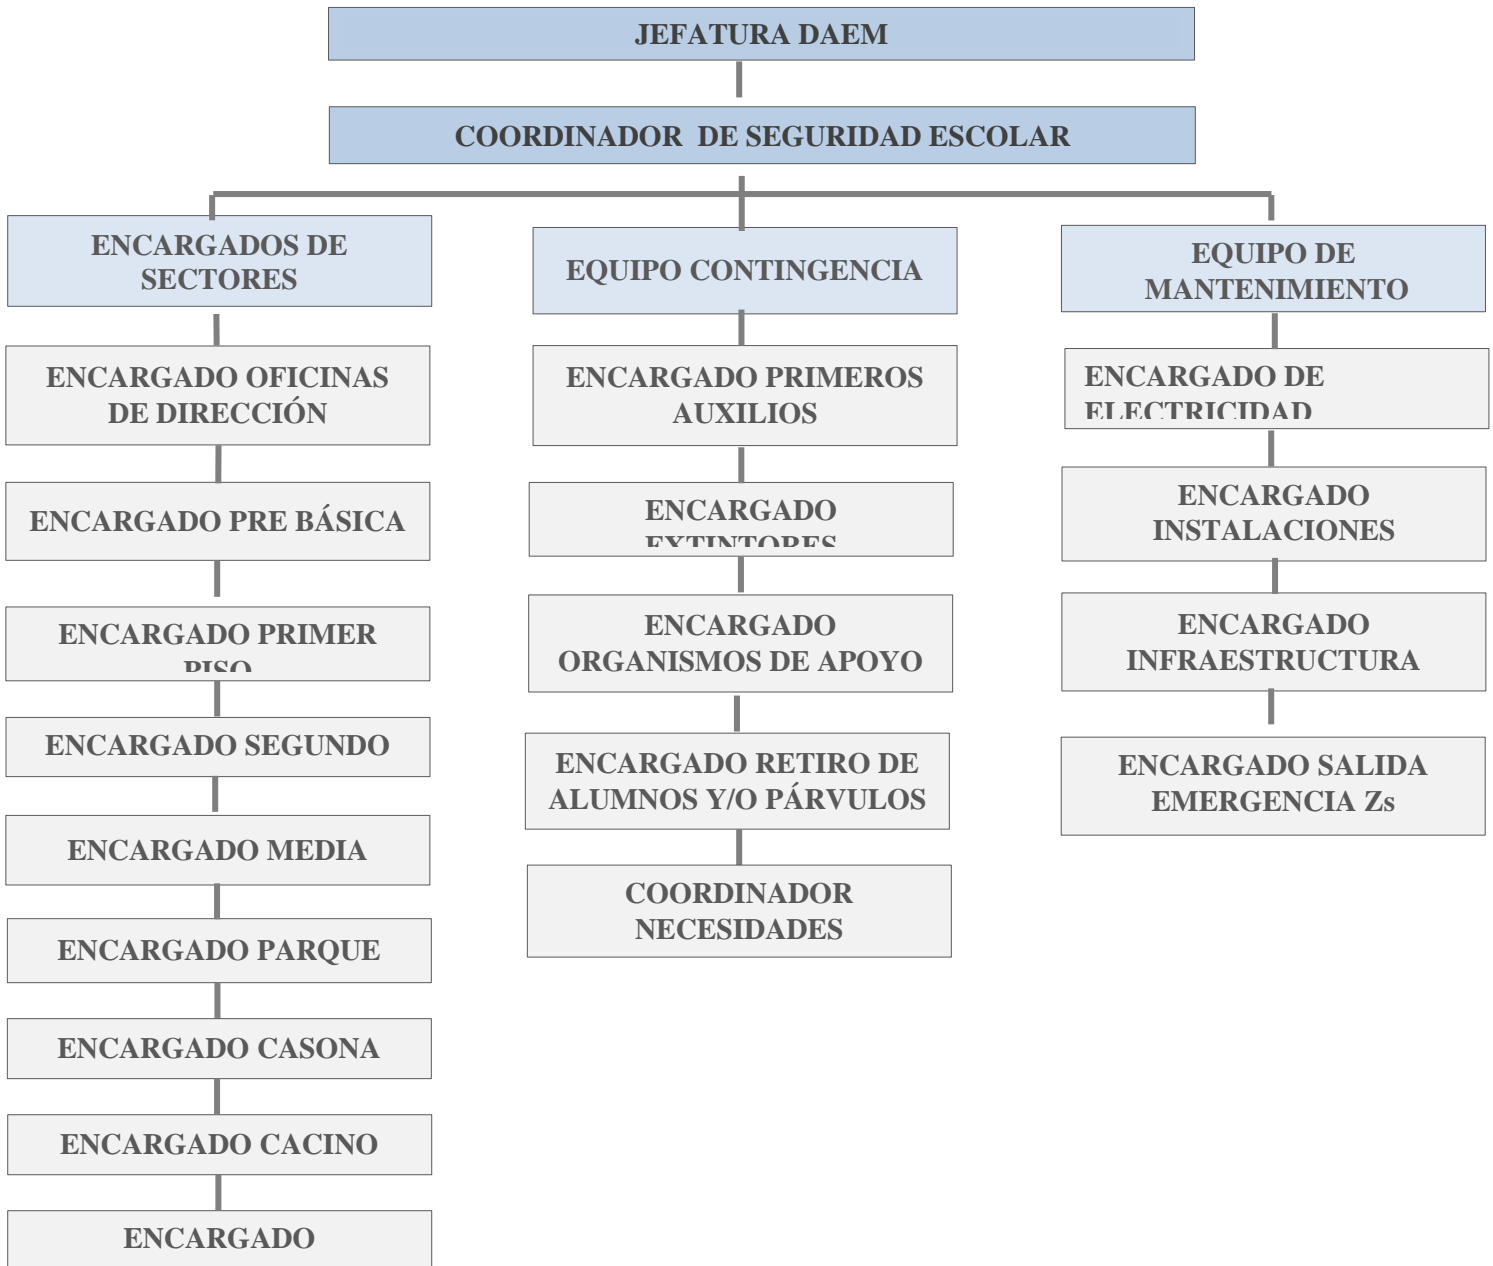 JEFATURA DAEM
COORDINADOR DE SEGURIDAD ESCOLAR
ENCARGADOS DE
SECTORES
ENCARGADO OFICINAS
DE DIRECCIÓN
ENCARGADO PRE BÁSICA
ENCARGADO PRIMER
PISO
ENCARGADO SEGUNDO
ENCARGADO MEDIA
ENCARGADO PARQUE
ENCARGADO CASONA
ENCARGADO CACINO
ENCARGADO
EQUIPO CONTINGENCIA
ENCARGADO PRIMEROS
AUXILIOS
ENCARGADO
EXTINTORES
ENCARGADO
ORGANISMOS DE APOYO
ENCARGADO RETIRO DE
ALUMNOS Y/O PÁRVULOS
COORDINADOR
NECESIDADES
EQUIPO DE
MANTENIMIENTO
ENCARGADO DE
ELECTRICIDAD
ENCARGADO
INSTALACIONES
ENCARGADO
INFRAESTRUCTURA
ENCARGADO SALIDA
EMERGENCIA Zs